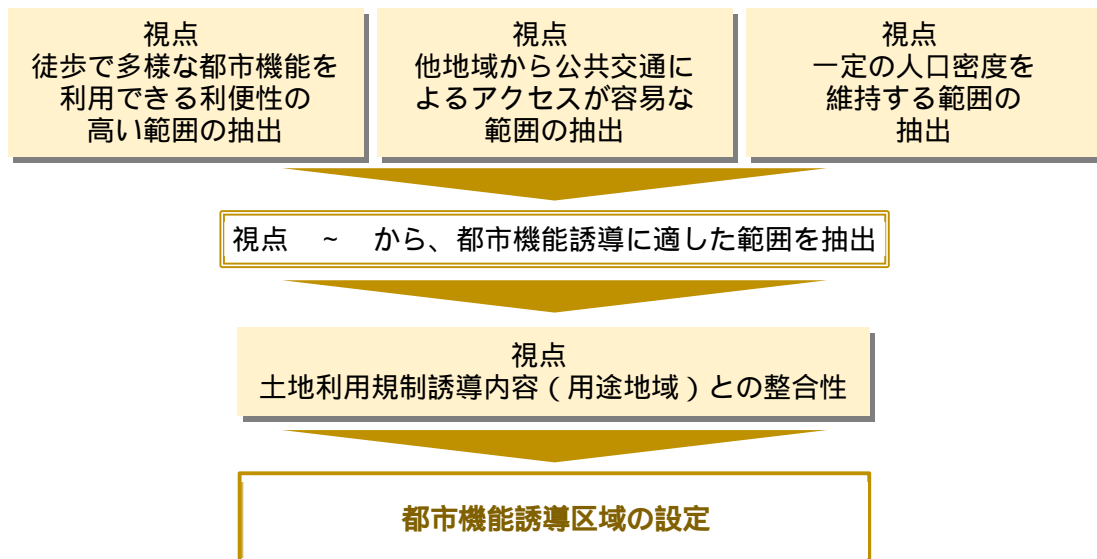 視点
徒歩で多様な都市機能を
利用できる利便性の
高い範囲の抽出
視点
他地域から公共交通に
よるアクセスが容易な
範囲の抽出
視点
一定の人口密度を
維持する範囲の
抽出
視点 ~ から、都市機能誘導に適した範囲を抽出
視点
土地利用規制誘導内容(用途地域)との整合性
都市機能誘導区域の設定